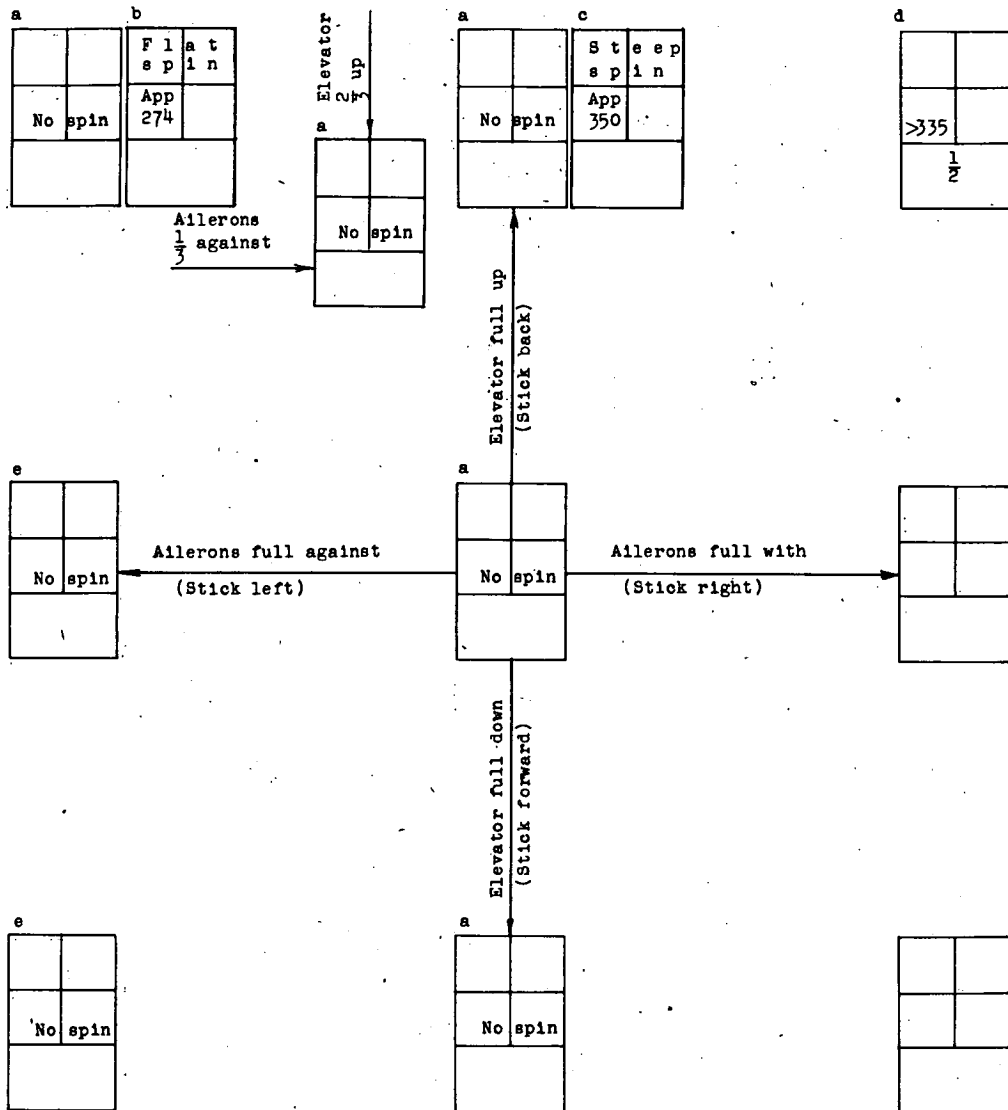 a
No spin
b
Flat
spin
App
274
Elevator
2/3 up
a
No spin
Ailerons
1/3 against
a
No spin
c
Steep
spin
App
350
d
>335
1/2
Elevator full up
(Stick back)
e
No spin
Ailerons full against
(Stick left)
a
No spin
Ailerons full with
(Stick right)
Elevator full down
(Stick forward)
e
No spin
a
No spin